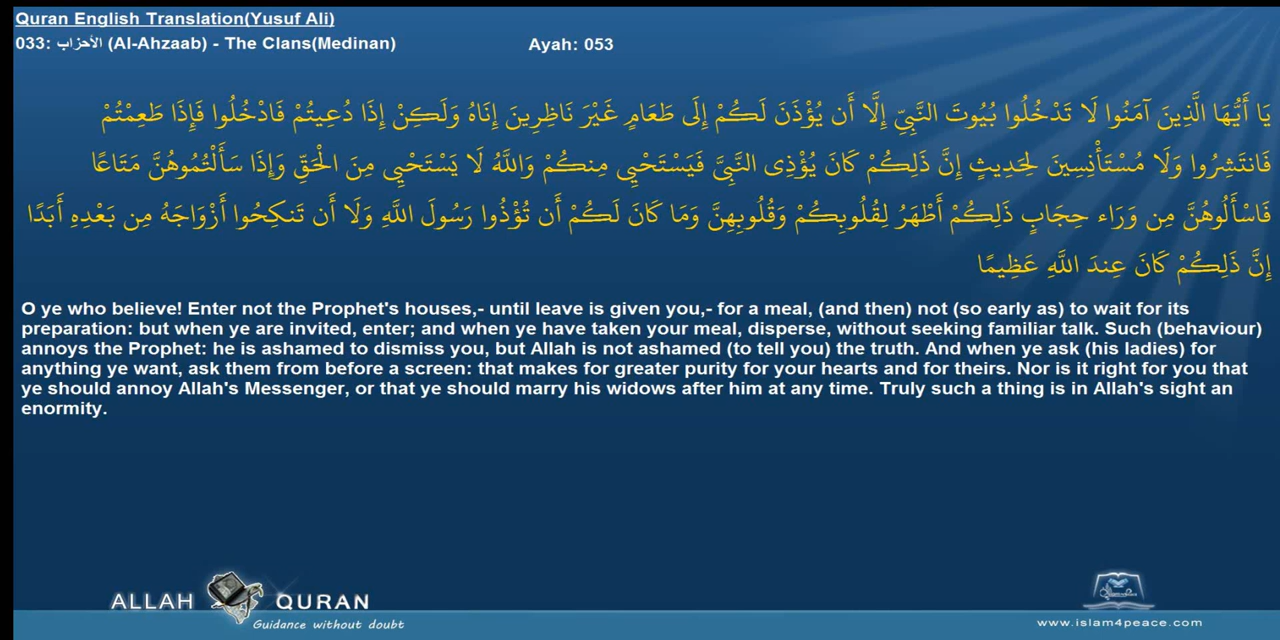 Quran English Translation(Yusuf Ali)
033: الأحزاب (Al-Ahzaab) - The Clans(Medinan) Ayah: 053
يَا أَيُّهَا الَّذِينَ آمَنُوا لَا تَدْخُلُوا بُيُوتَ النَّبِيِّ إِلَّا أَن يُؤْذَنَ لَكُمْ إِلَى طَعَامٍ غَيْرَ نَاظِرِينَ إِنَاهُ وَلَكِنْ إِذَا دُعِيتُمْ فَادْخُلُوا فَإِذَا طَعِمْتُمْ
فَانتَشِرُوا وَلَا مُسْتَأْنِسِينَ لِحَدِيثٍ إِنَّ ذَلِكُمْ كَانَ يُؤْذِى النَّبِىَّ فَيَسْتَحْيِى مِنكُمْ وَاللَّهُ لَا يَسْتَحْيِى مِنَ الْحَقِّ وَإِذَا سَأَلْتُمُوهُنَّ مَتَاعًا
فَاسْأَلُوهُنَّ مِن وَرَاء حِجَابٍ ذَلِكُمْ أَطْهَرُ لِقُلُوبِكُمْ وَقُلُوبِهِنَّ وَمَا كَانَ لَكُمْ أَن تُؤْذُوا رَسُولَ اللَّهِ وَلَا أَن تَنكِحُوا أَزْوَاجَهُ مِن بَعْدِهِ أَبَدًا
إِنَّ ذَلِكُمْ كَانَ عِندَ اللَّهِ عَظِيمًا
O ye who believe! Enter not the Prophet's houses,- until leave is given you,- for a meal, (and then) not (so early as) to wait for its
preparation: but when ye are invited, enter; and when ye have taken your meal, disperse, without seeking familiar talk. Such (behaviour)
annoys the Prophet: he is ashamed to dismiss you, but Allah is not ashamed (to tell you) the truth. And when ye ask (his ladies) for
anything ye want, ask them from before a screen: that makes for greater purity for your hearts and for theirs. Nor is it right for you that
ye should annoy Allah's Messenger, or that ye should marry his widows after him at any time. Truly such a thing is in Allah's sight an
enormity.
ALLAH QURAN
Guidance without doubt
www.islam4peace.com